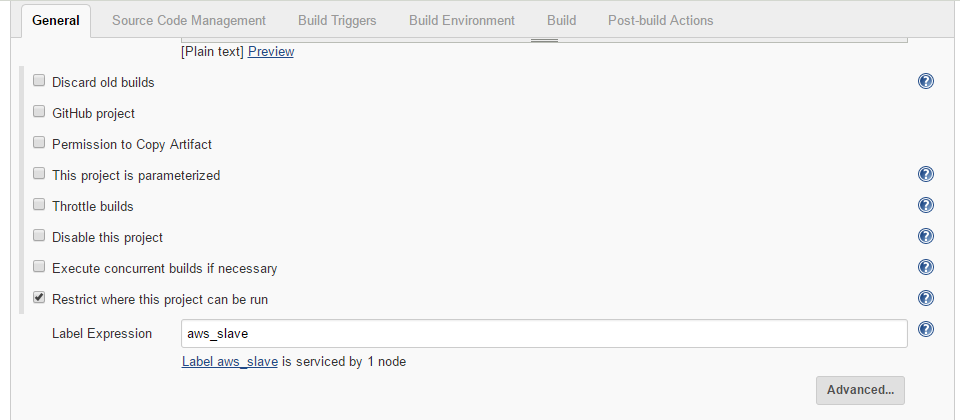 General Source Code Management Build Triggers Build Environment Build Post-build Actions
[Plain text] Preview
Discard old builds
GitHub project
Permission to Copy Artifact
This project is parameterized
Throttle builds
Disable this project
Execute concurrent builds if necessary
Restrict where this project can be run
Label Expression aws_slave
Label aws_slave is serviced by 1 node
Advanced...